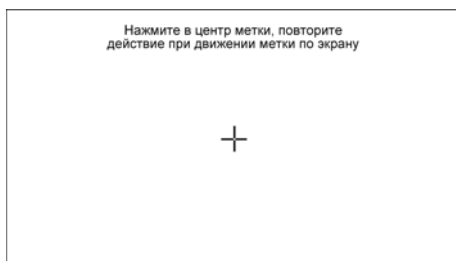 Нажмите в центр метки, повторите
действие при движении метки по экрану